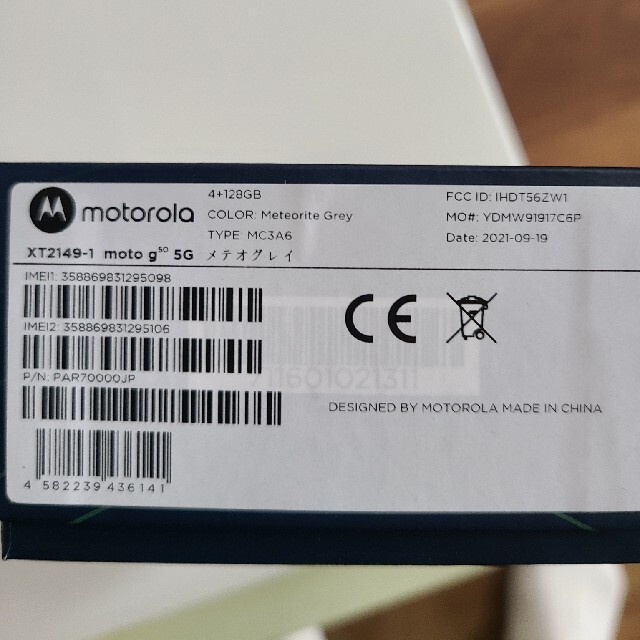 motorola
XT2149-1 moto g⁵⁰ 5G
4+128GB
COLOR: Meteorite Grey
TYPE MC3A6
メテオグレイ
FCC ID: IHDT56ZW1
MO#: YDMW91917C6P
Date: 2021-09-19
IMEI1: 358869831295098
IMEI2: 358869831295106
P/N: PAR70000JP
4 582239 436141
CE
711601021311
DESIGNED BY MOTOROLA MADE IN CHINA